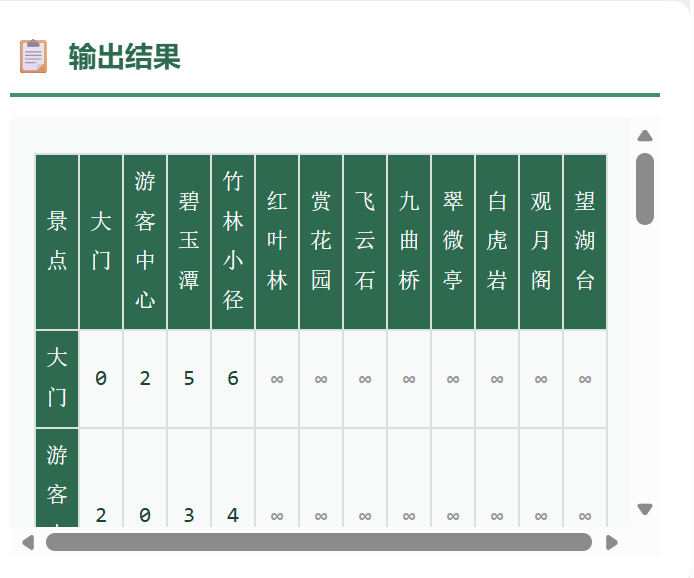 输出结果
景点 大门 游客中心 碧玉潭 竹林小径 红叶林 赏花园 飞云石 九曲桥 翠微亭 白虎岩 观月阁 望湖台
大门 0 2 5 6 ∞ ∞ ∞ ∞ ∞ ∞ ∞ ∞
游客 2 0 3 4 ∞ ∞ ∞ ∞ ∞ ∞ ∞ ∞